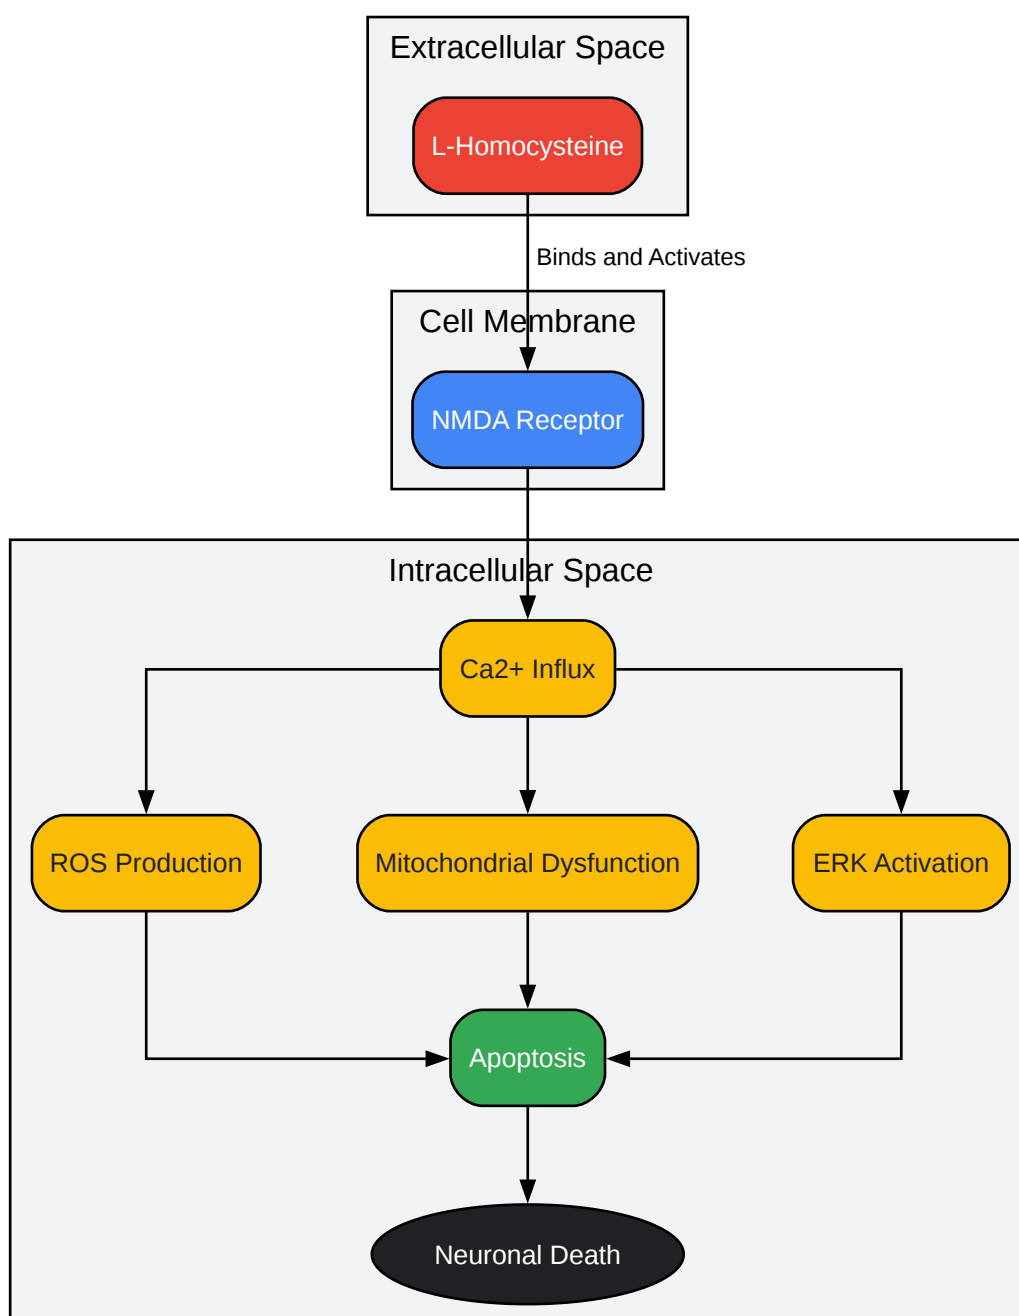 Extracellular Space
L-Homocysteine
Binds and Activates
Cell Membrane
NMDA Receptor
Intracellular Space
Ca2+ Influx
ROS Production
Mitochondrial Dysfunction
ERK Activation
Apoptosis
Neuronal Death